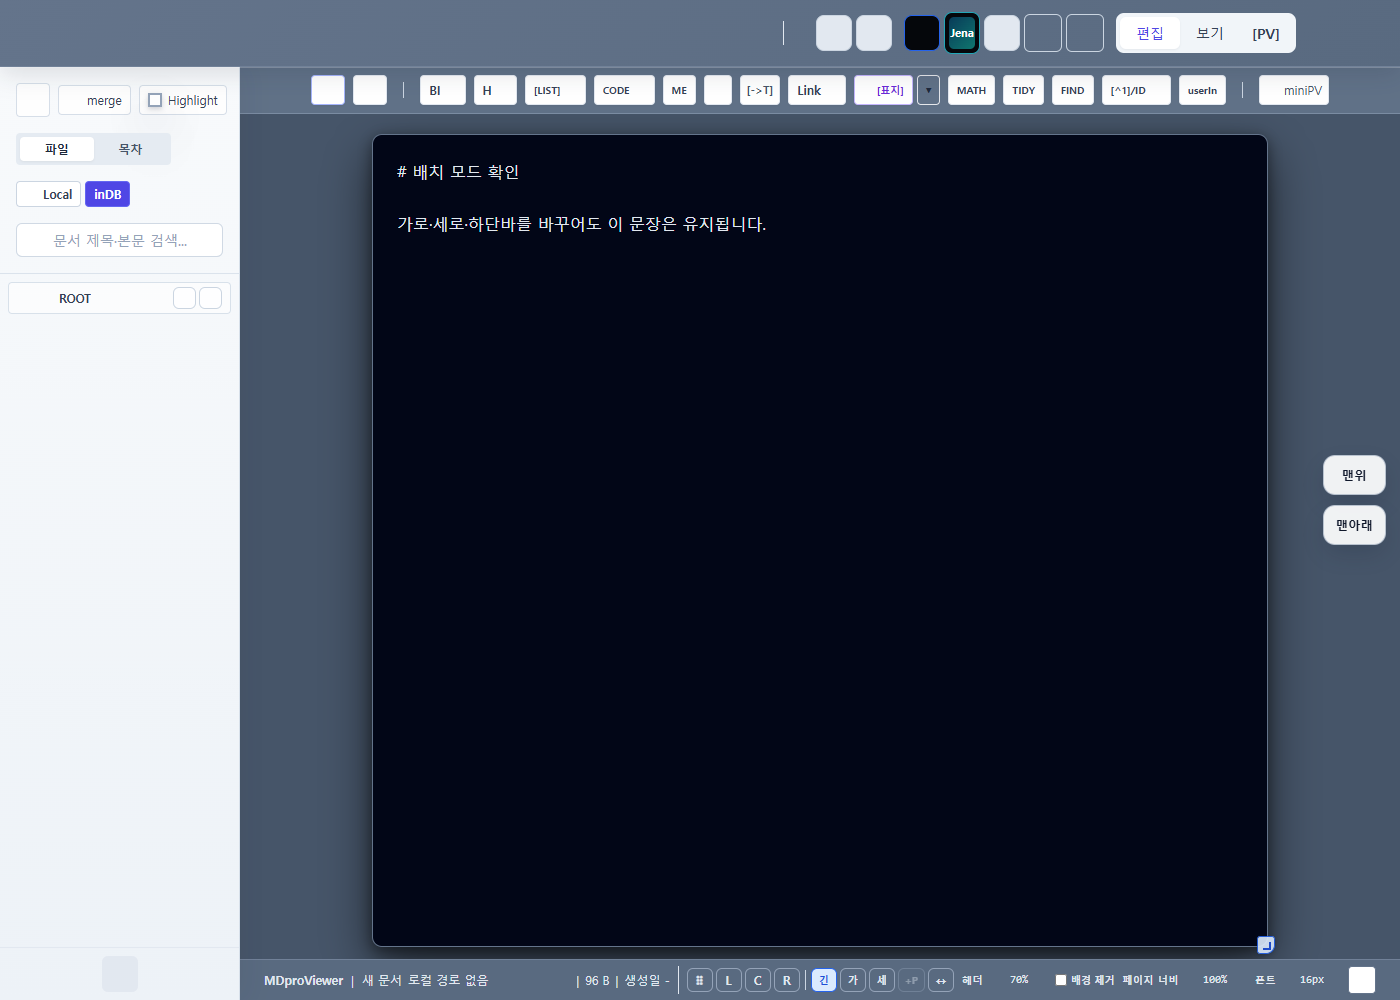 Jena 편집 보기 [PV]
merge Highlight
BI H [LIST] CODE ME [->T] Link [표지] ▼ MATH TIDY FIND [^1]/ID userIn miniPV
파일 목차
Local inDB
문서 제목·본문 검색...
ROOT
# 배치 모드 확인
가로·세로·하단바를 바꾸어도 이 문장은 유지됩니다.
맨위
맨아래
MDproViewer | 새 문서 로컬 경로 없음 | 96 B | 생성일 - # L C R 긴 가 세 +P ↔ 헤더 70% 배경 제거 페이지 너비 100% 폰트 16px